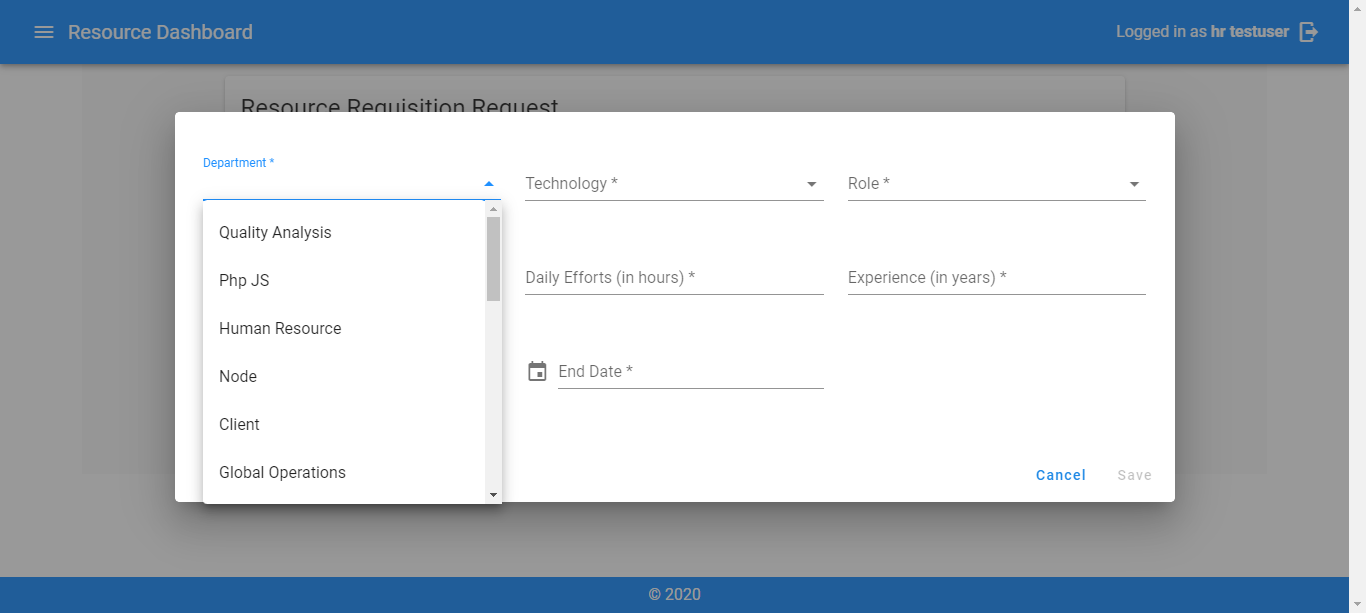 Resource Dashboard
Logged in as hr testuser
Resource Requisition Request
Department *
Technology *
Role *
Quality Analysis
Php JS
Human Resource
Node
Client
Global Operations
Daily Efforts (in hours) *
Experience (in years) *
End Date *
Cancel
Save
© 2020